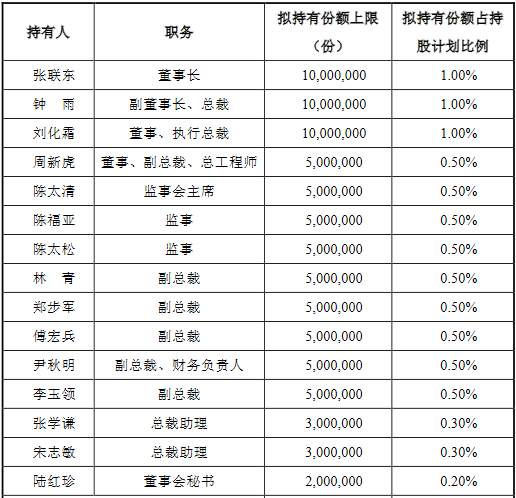 持有人 职务 拟持有份额上限（份） 拟持有份额占持股计划比例
张联东 董事长 10,000,000 1.00%
钟 雨 副董事长、总裁 10,000,000 1.00%
刘化霜 董事、执行总裁 10,000,000 1.00%
周新虎 董事、副总裁、总工程师 5,000,000 0.50%
陈太清 监事会主席 5,000,000 0.50%
陈福亚 监事 5,000,000 0.50%
陈太松 监事 5,000,000 0.50%
林 青 副总裁 5,000,000 0.50%
郑步军 副总裁 5,000,000 0.50%
傅宏兵 副总裁 5,000,000 0.50%
尹秋明 副总裁、财务负责人 5,000,000 0.50%
李玉领 副总裁 5,000,000 0.50%
张学谦 总裁助理 3,000,000 0.30%
宋志敏 总裁助理 3,000,000 0.30%
陆红珍 董事会秘书 2,000,000 0.20%